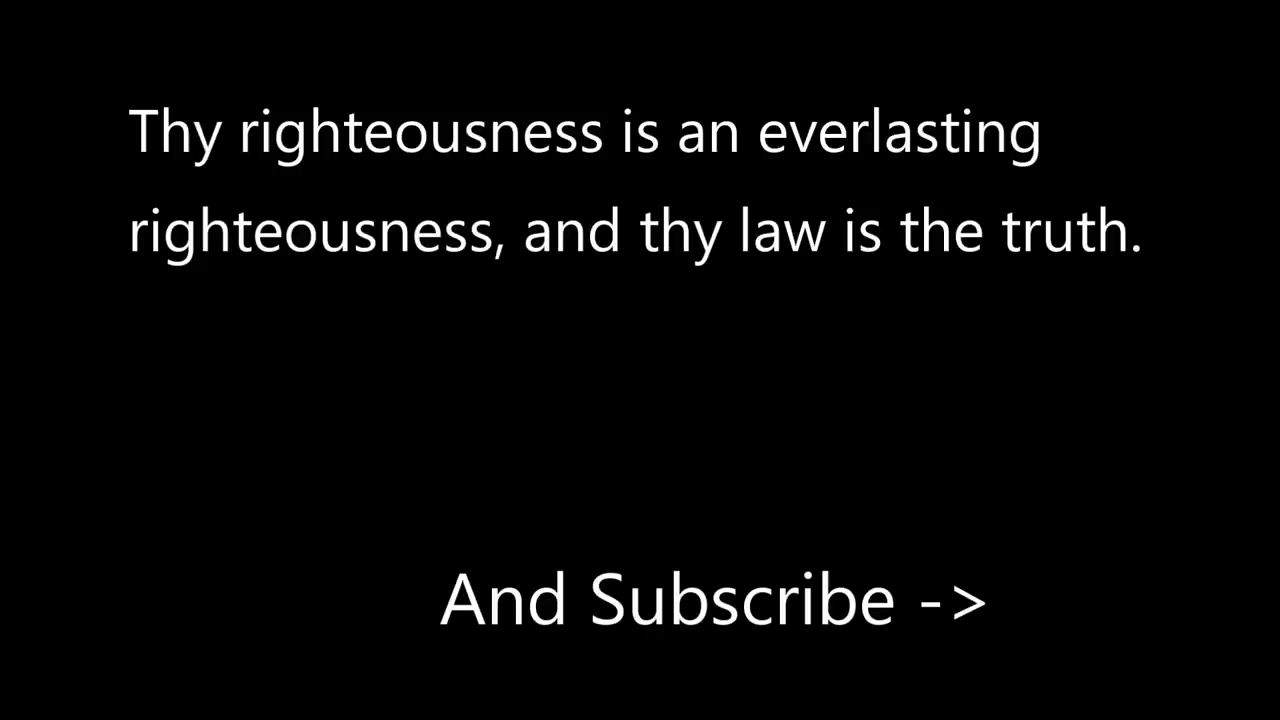 Thy righteousness is an everlasting
righteousness, and thy law is the truth.
And Subscribe ->